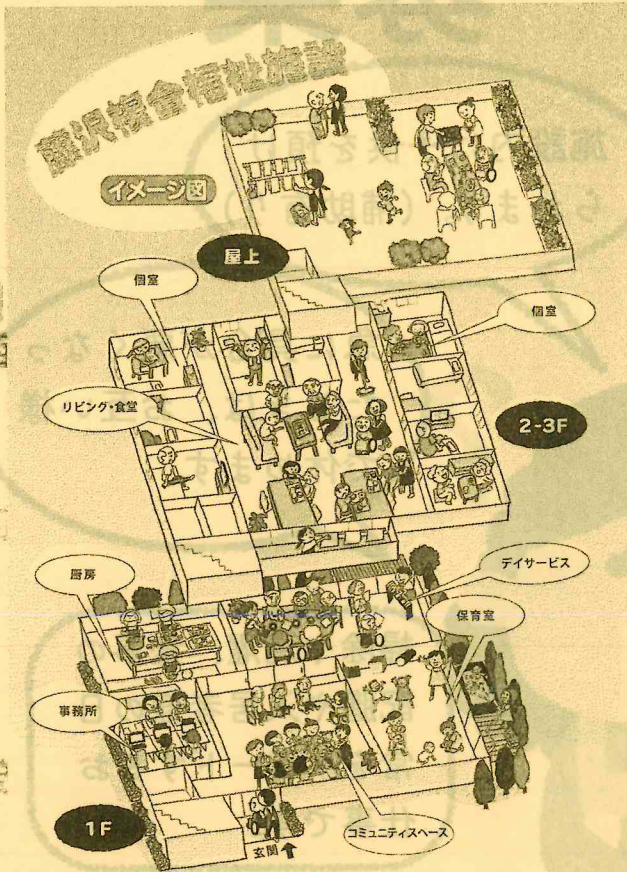 藤沢複合福祉施設
イメージ図
屋上
個室
個室
リビング・食堂
2-3F
厨房
デイサービス
保育室
事務所
1F
コミュニティスペース
玄関↑